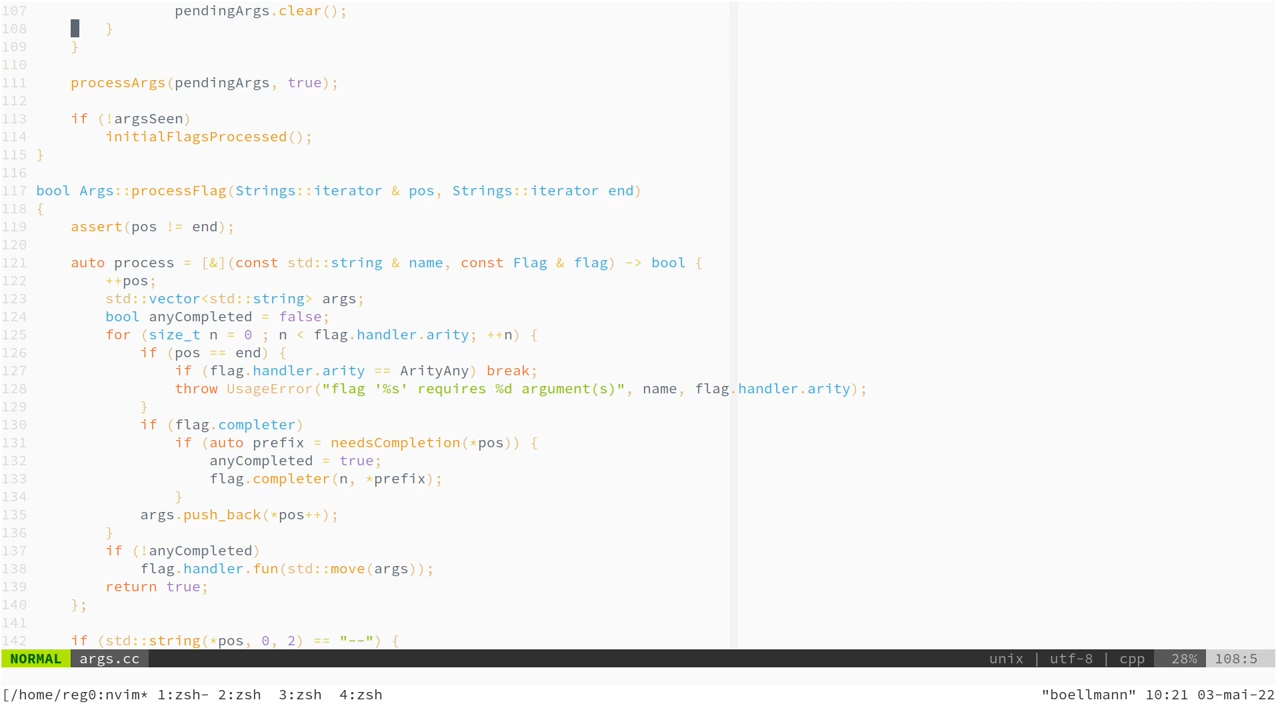 107                 pendingArgs.clear();
108         }
109     }
110
111     processArgs(pendingArgs, true);
112
113     if (!argsSeen)
114         initialFlagsProcessed();
115 }
116
117 bool Args::processFlag(Strings::iterator & pos, Strings::iterator end)
118 {
119     assert(pos != end);
120
121     auto process = [&](const std::string & name, const Flag & flag) -> bool {
122         ++pos;
123         std::vector<std::string> args;
124         bool anyCompleted = false;
125         for (size_t n = 0 ; n < flag.handler.arity; ++n) {
126             if (pos == end) {
127                 if (flag.handler.arity == ArityAny) break;
128                 throw UsageError("flag '%s' requires %d argument(s)", name, flag.handler.arity);
129             }
130             if (flag.completer)
131                 if (auto prefix = needsCompletion(*pos)) {
132                     anyCompleted = true;
133                     flag.completer(n, *prefix);
134                 }
135             args.push_back(*pos++);
136         }
137         if (!anyCompleted)
138             flag.handler.fun(std::move(args));
139         return true;
140     };
141
142     if (std::string(*pos, 0, 2) == "--") {
NORMAL args.cc unix | utf-8 | cpp 28% 108:5
[/home/reg0:nvim* 1:zsh- 2:zsh  3:zsh  4:zsh "boellmann" 10:21 03-mai-22